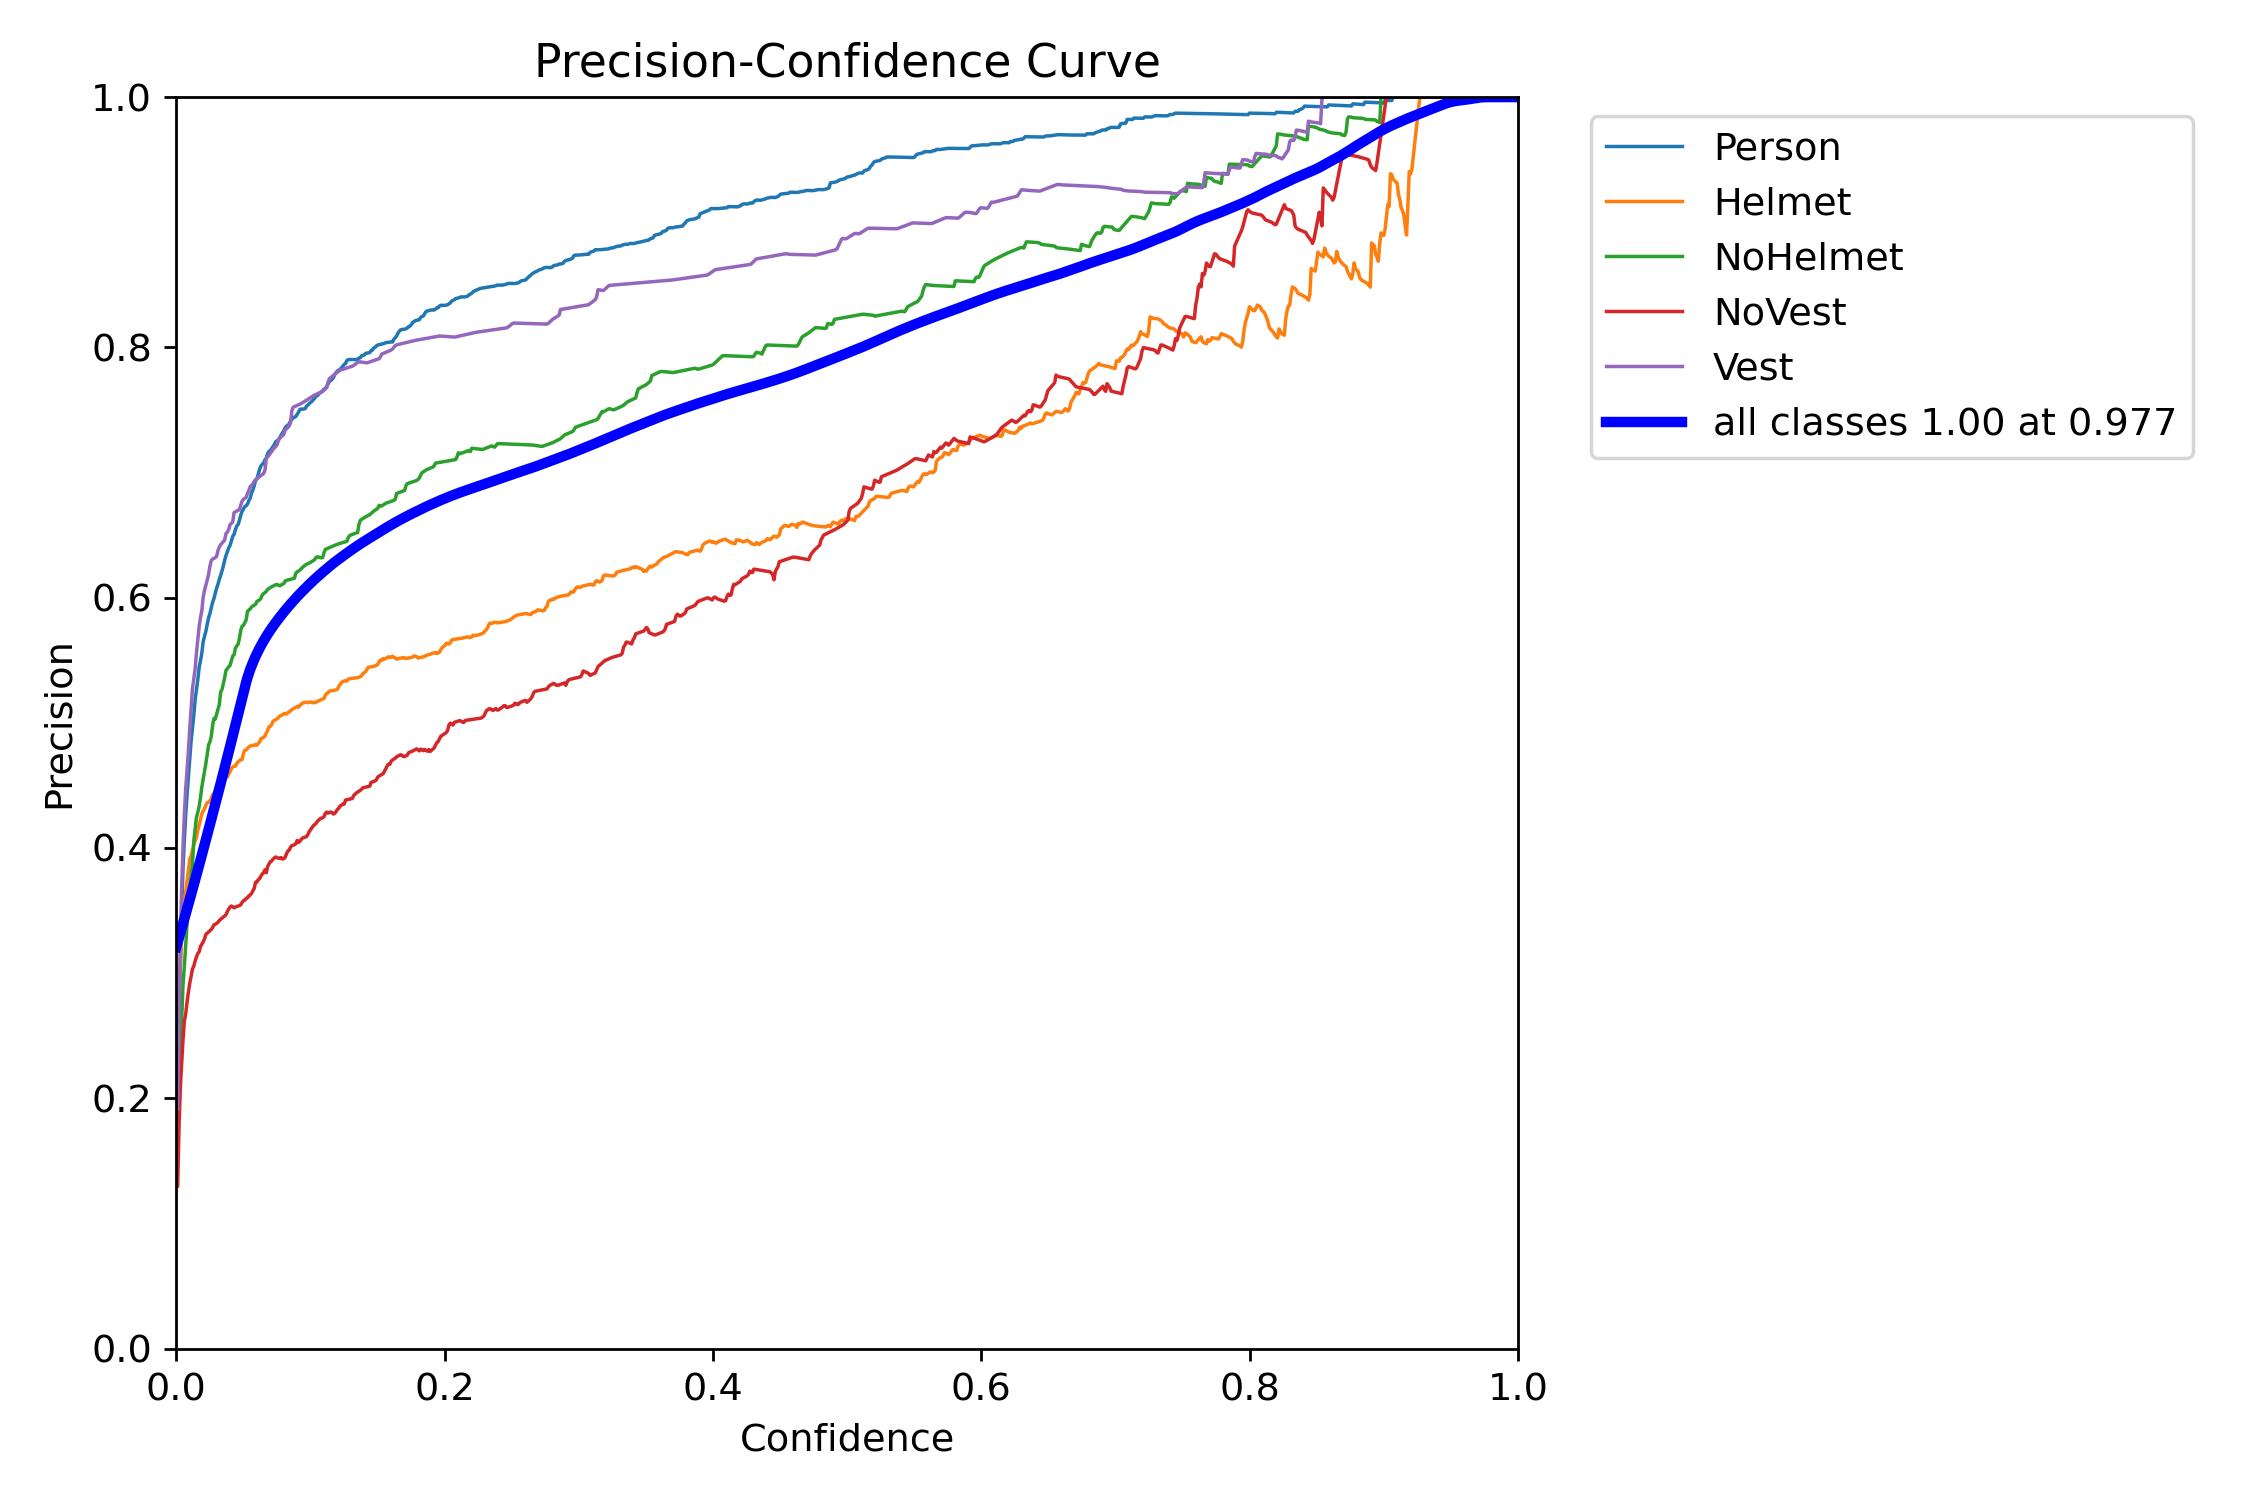 Precision-Confidence Curve
1.0
0.8
0.6
0.4
0.2
0.0
Precision
0.0 0.2 0.4 0.6 0.8 1.0
Confidence
Person
Helmet
NoHelmet
NoVest
Vest
all classes 1.00 at 0.977